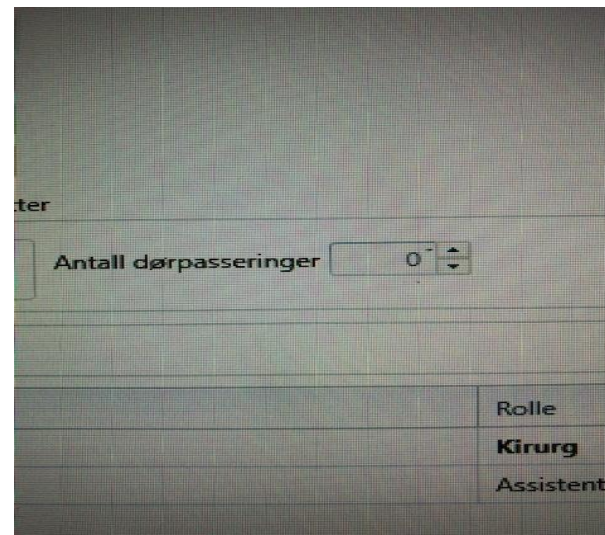 tter
Antall dørpasseringer 0
Rolle
Kirurg
Assistent